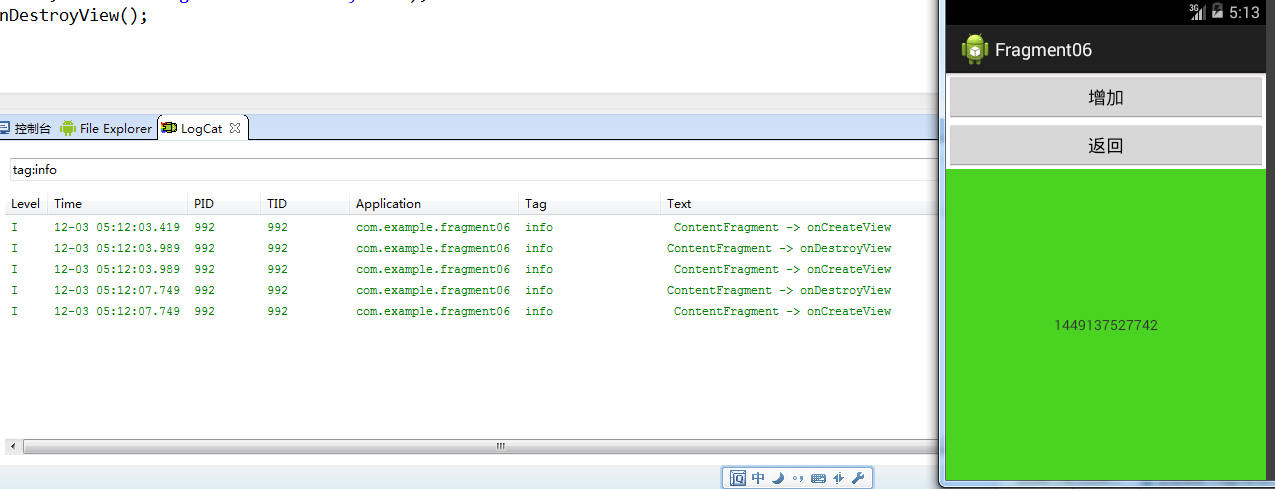 nDestroyView();
控制台 File Explorer LogCat
tag:info
Level Time PID TID Application Tag Text
I 12-03 05:12:03.419 992 992 com.example.fragment06 info ContentFragment -> onCreateView
I 12-03 05:12:03.989 992 992 com.example.fragment06 info ContentFragment -> onDestroyView
I 12-03 05:12:03.989 992 992 com.example.fragment06 info ContentFragment -> onCreateView
I 12-03 05:12:07.749 992 992 com.example.fragment06 info ContentFragment -> onDestroyView
I 12-03 05:12:07.749 992 992 com.example.fragment06 info ContentFragment -> onCreateView
中
3G 5:13
Fragment06
增加
返回
1449137527742